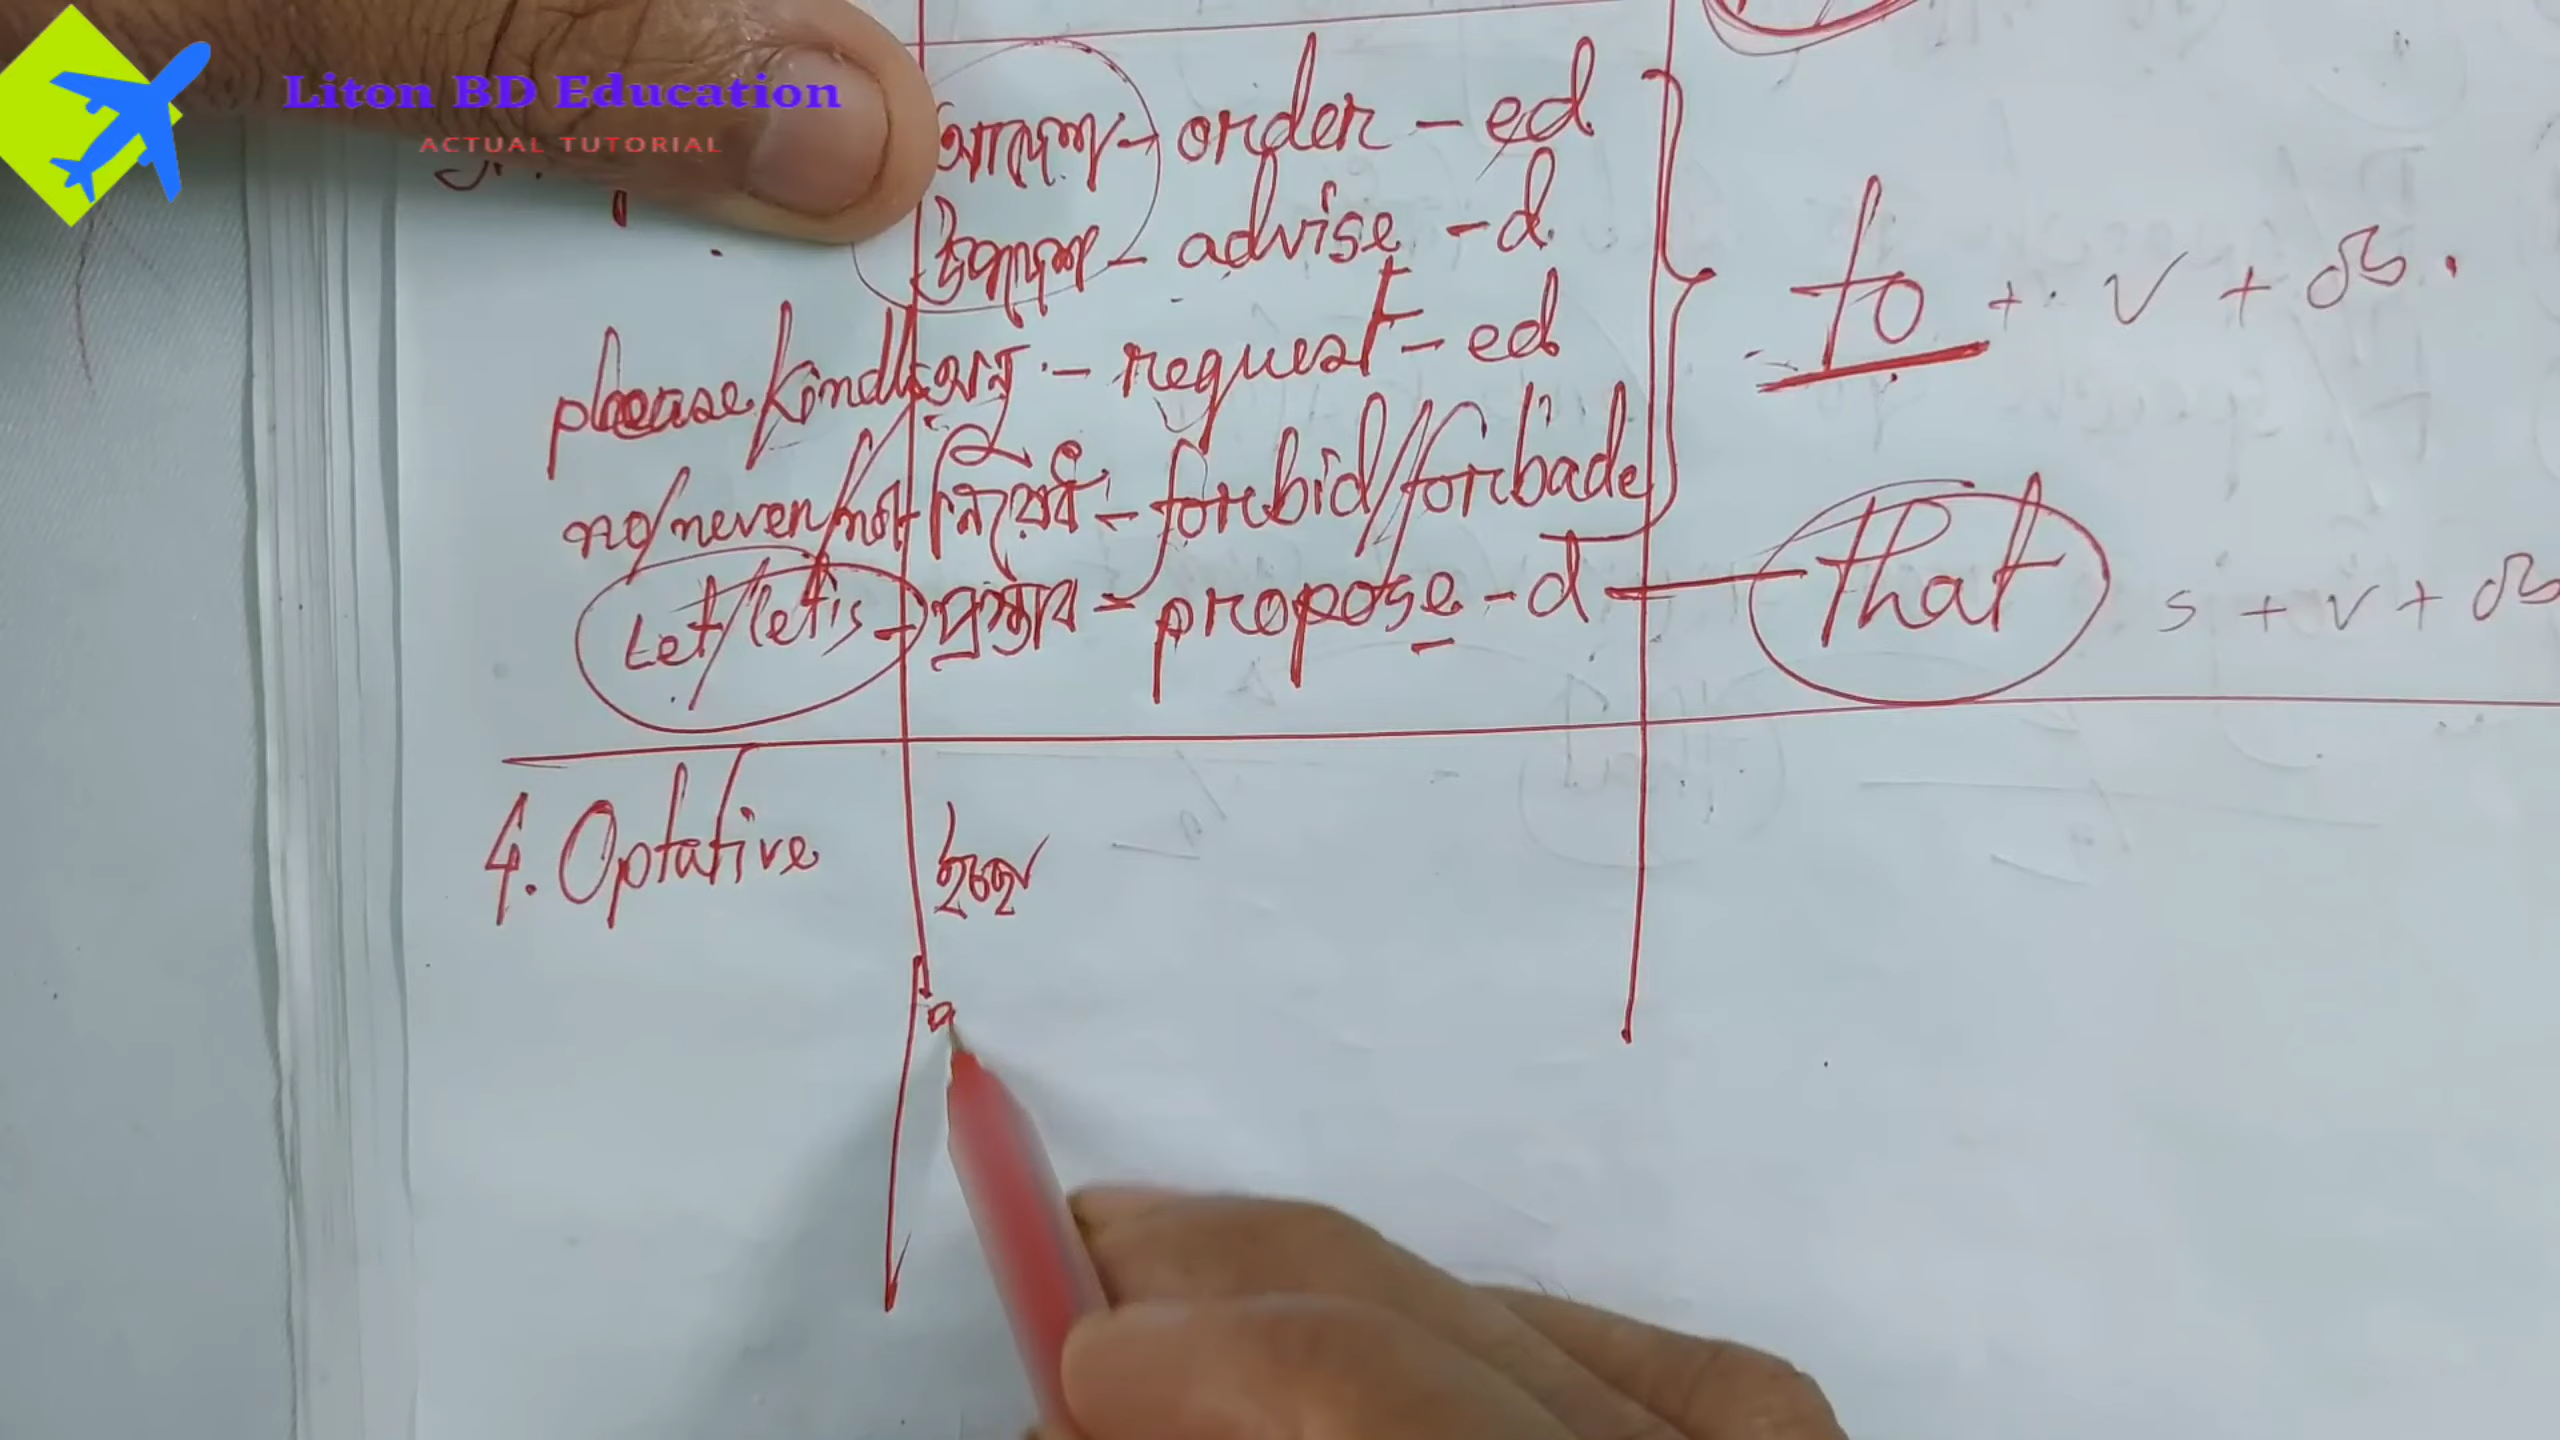 Liton BD Education
ACTUAL TUTORIAL
আদেশ - order - ed
উপদেশ - advise - d
to + v + ob.
please/kindly অনু - request - ed
no/never/not নিষেধ - forbid/forbade
Let/let's - প্রস্তাব - propose - d — that s + v + ob
4. Optative ইচ্ছে